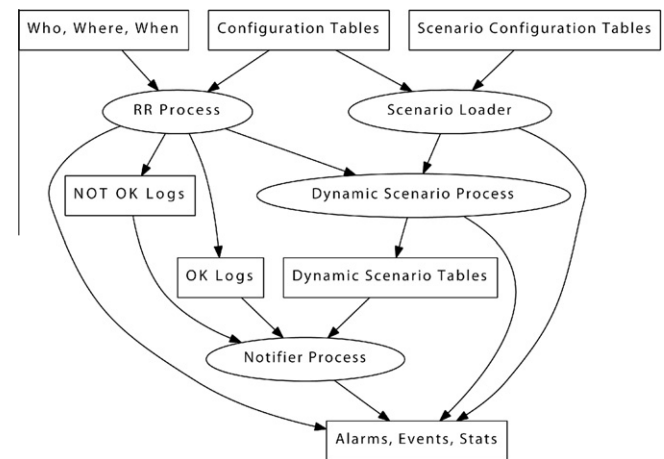 Who, Where, When
Configuration Tables
Scenario Configuration Tables
RR Process
Scenario Loader
NOT OK Logs
Dynamic Scenario Process
OK Logs
Dynamic Scenario Tables
Notifier Process
Alarms, Events, Stats